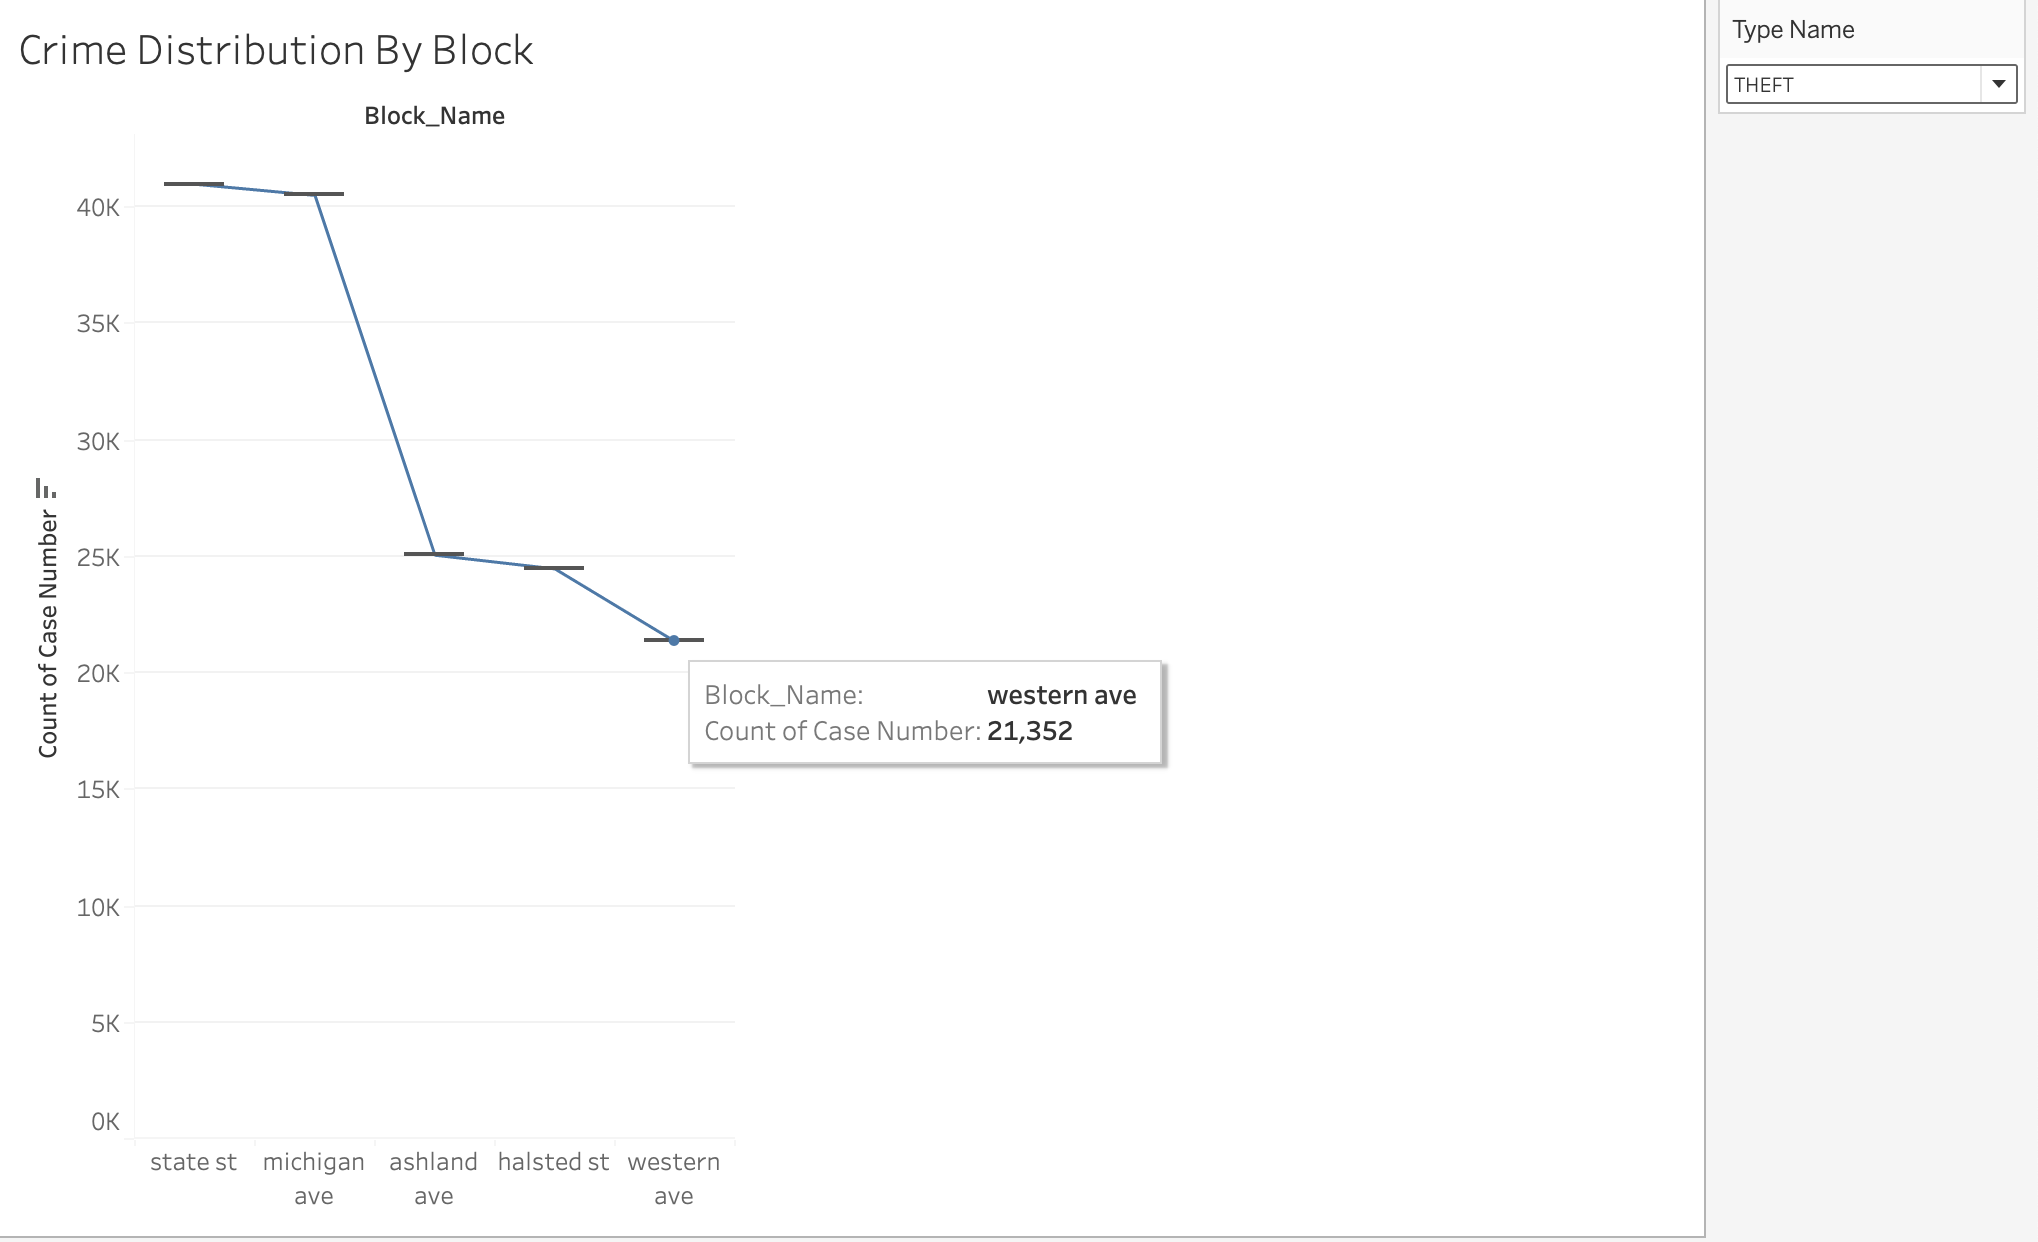 Crime Distribution By Block
Type Name
THEFT
Block_Name
Count of Case Number
40K
35K
30K
25K
20K
15K
10K
5K
0K
Block_Name: western ave
Count of Case Number: 21,352
state st michigan ashland halsted st western
ave ave ave